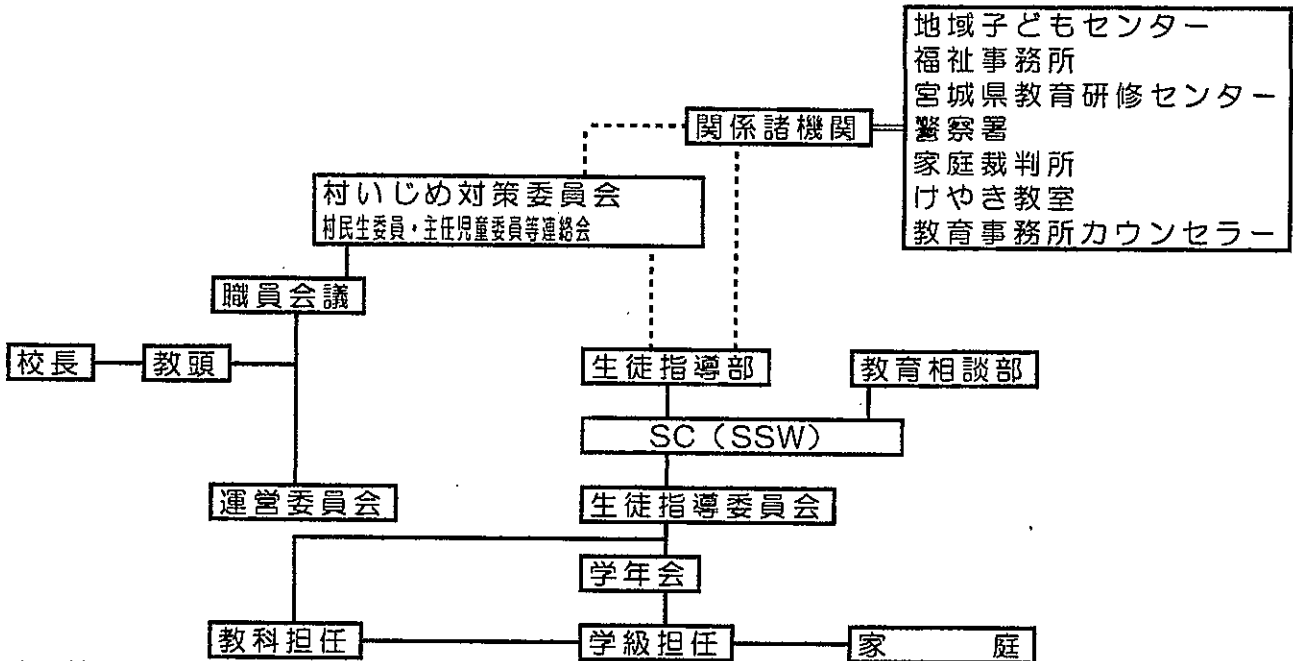 地域子どもセンター
福祉事務所
宮城県教育研修センター
警察署
家庭裁判所
けやき教室
教育事務所カウンセラー
関係諸機関
村いじめ対策委員会
村民生委員・主任児童委員等連絡会
職員会議
校長
教頭
生徒指導部
教育相談部
SC（SSW）
運営委員会
生徒指導委員会
学年会
教科担任
学級担任
家　　庭